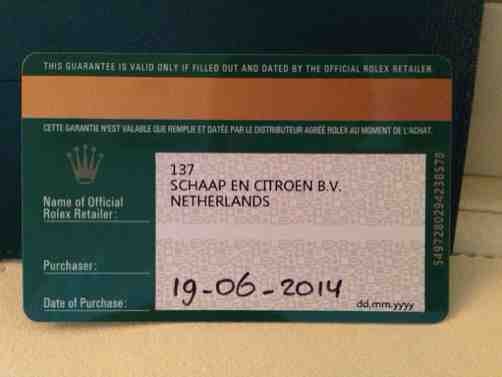 THIS GUARANTEE IS VALID ONLY IF FILLED OUT AND DATED BY THE OFFICIAL ROLEX RETAILER.
CETTE GARANTIE N'EST VALABLE QUE REMPLIE ET DATÉE PAR LE DISTRIBUTEUR AGRÉÉ ROLEX AU MOMENT DE L'ACHAT.
137
SCHAAP EN CITROEN B.V.
NETHERLANDS
Name of Official
Rolex Retailer:
Purchaser:
Date of Purchase:
19-06-2014
dd.mm.yyyy
5497280294238578